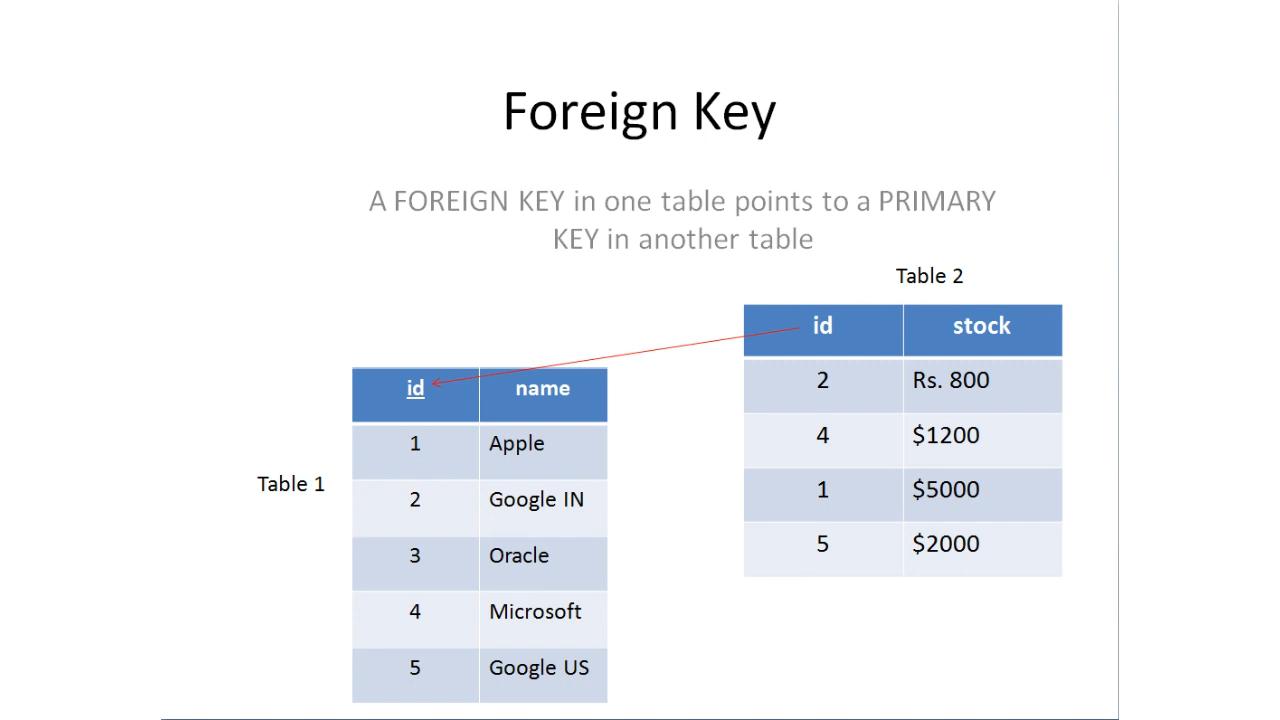 Foreign Key
A FOREIGN KEY in one table points to a PRIMARY
KEY in another table
Table 2
id stock
2 Rs. 800
4 $1200
1 $5000
5 $2000
Table 1
id name
1 Apple
2 Google IN
3 Oracle
4 Microsoft
5 Google US